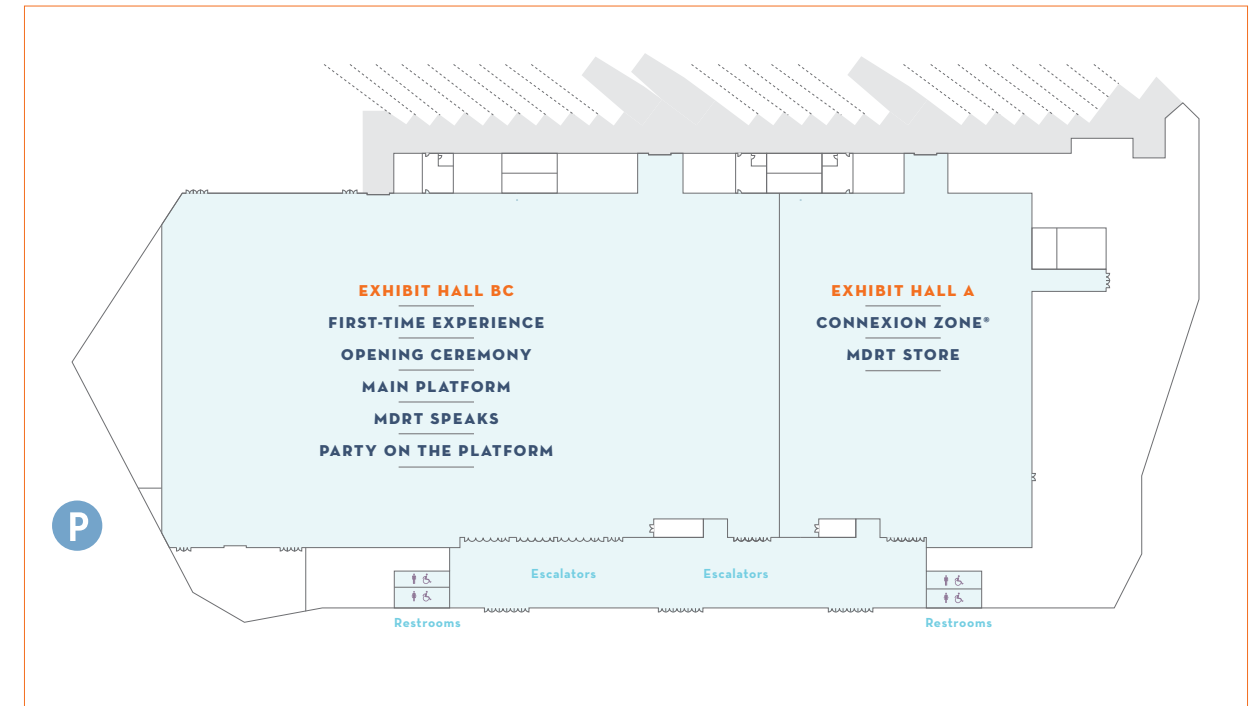 EXHIBIT HALL BC
FIRST-TIME EXPERIENCE
OPENING CEREMONY
MAIN PLATFORM
MDRT SPEAKS
PARTY ON THE PLATFORM
EXHIBIT HALL A
CONNEXION ZONE®
MDRT STORE
P
Escalators
Escalators
Restrooms
Restrooms